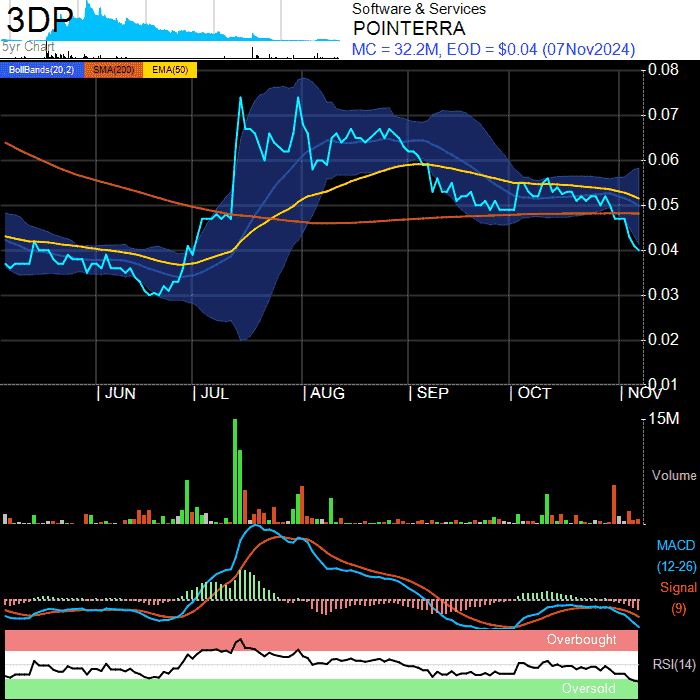 3DP
5yr Chart
Software & Services
POINTERRA
MC = 32.2M, EOD = $0.04 (07Nov2024)
BollBands(20,2) SMA(200) EMA(50)
0.08
0.07
0.06
0.05
0.04
0.03
0.02
0.01
JUN JUL AUG SEP OCT NOV
15M
Volume
MACD
(12-26)
Signal
(9)
Overbought
RSI(14)
Oversold